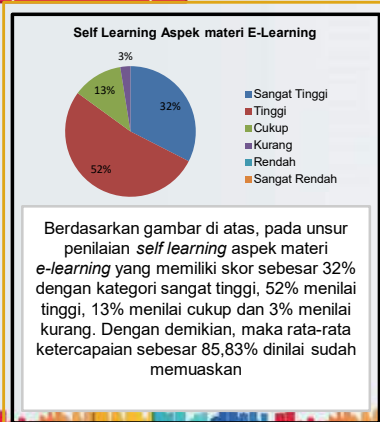 Self Learning Aspek materi E-Learning
3%
13%
32%
52%
Sangat Tinggi
Tinggi
Cukup
Kurang
Rendah
Sangat Rendah
Berdasarkan gambar di atas, pada unsur
penilaian self learning aspek materi
e-learning yang memiliki skor sebesar 32%
dengan kategori sangat tinggi, 52% menilai
tinggi, 13% menilai cukup dan 3% menilai
kurang. Dengan demikian, maka rata-rata
ketercapaian sebesar 85,83% dinilai sudah
memuaskan